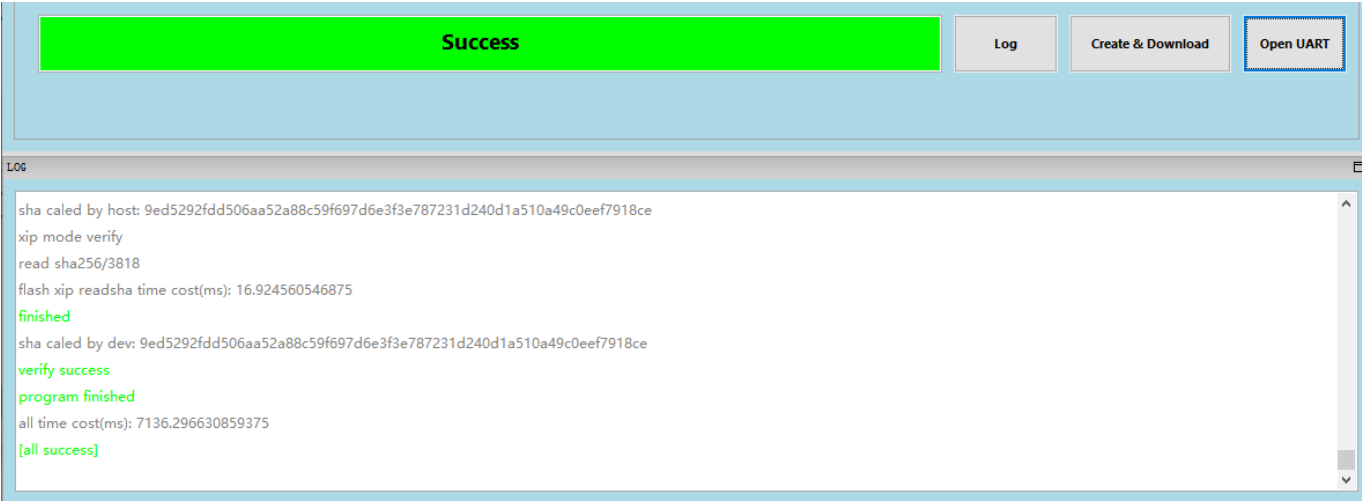 Success
Log
Create & Download
Open UART
LOG
sha caled by host: 9ed5292fdd506aa52a88c59f697d6e3f3e787231d240d1a510a49c0eef7918ce
xip mode verify
read sha256/3818
flash xip readsha time cost(ms): 16.924560546875
finished
sha caled by dev: 9ed5292fdd506aa52a88c59f697d6e3f3e787231d240d1a510a49c0eef7918ce
verify success
program finished
all time cost(ms): 7136.296630859375
[all success]